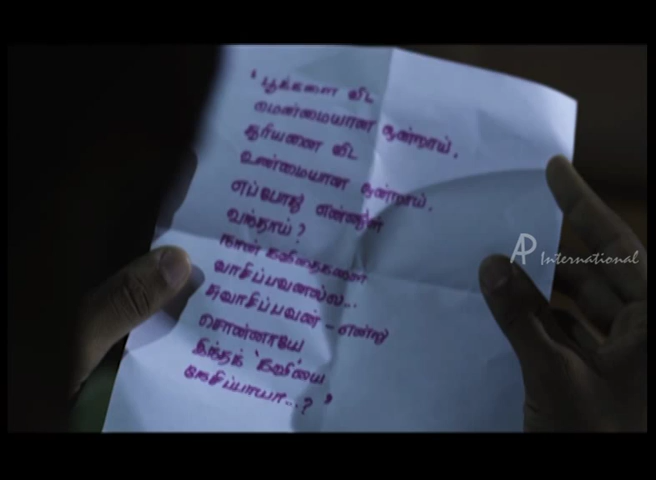 'பூக்களை விட
மென்மையான ஒன்றாய்.
சூரியனை விட
உண்மையான ஒன்றாய்.
எப்போது என்னுள்
வந்தாய்?
நான் கவிதைகளை
வாசிப்பவனல்ல...
சுவாசிப்பவன் - என்று
சொன்னாயே
இந்தக் 'கவி'யை
நேசிப்பாயா...?'
AP International